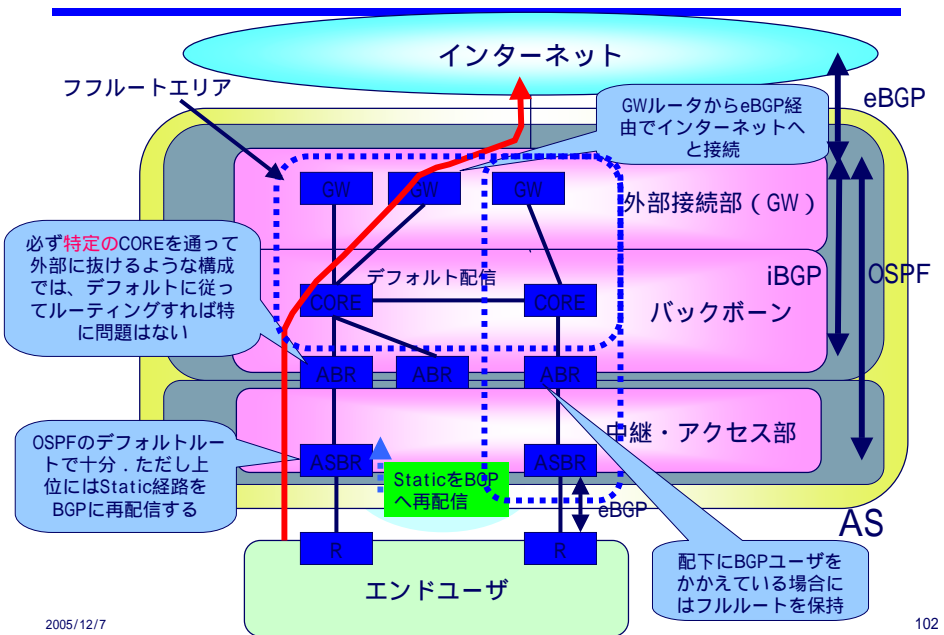 インターネット
フフルートエリア
eBGP
GWルータからeBGP経
由でインターネットへ
と接続
GW
GW
GW
外部接続部（GW）
必ず特定のCOREを通って
外部に抜けるような構成
では、デフォルトに従っ
てルーティングすれば特
に問題はない
デフォルト配信
iBGP
OSPF
CORE
CORE
バックボーン
ABR
ABR
ABR
中継・アクセス部
OSPFのデフォルトルー
トで十分．ただし上
位にはStatic経路を
BGPに再配信する
ASBR
ASBR
StaticをBGP
へ再配信
eBGP
AS
R
R
配下にBGPユーザを
かかえている場合に
はフルルートを保持
エンドユーザ
2005/12/7
102